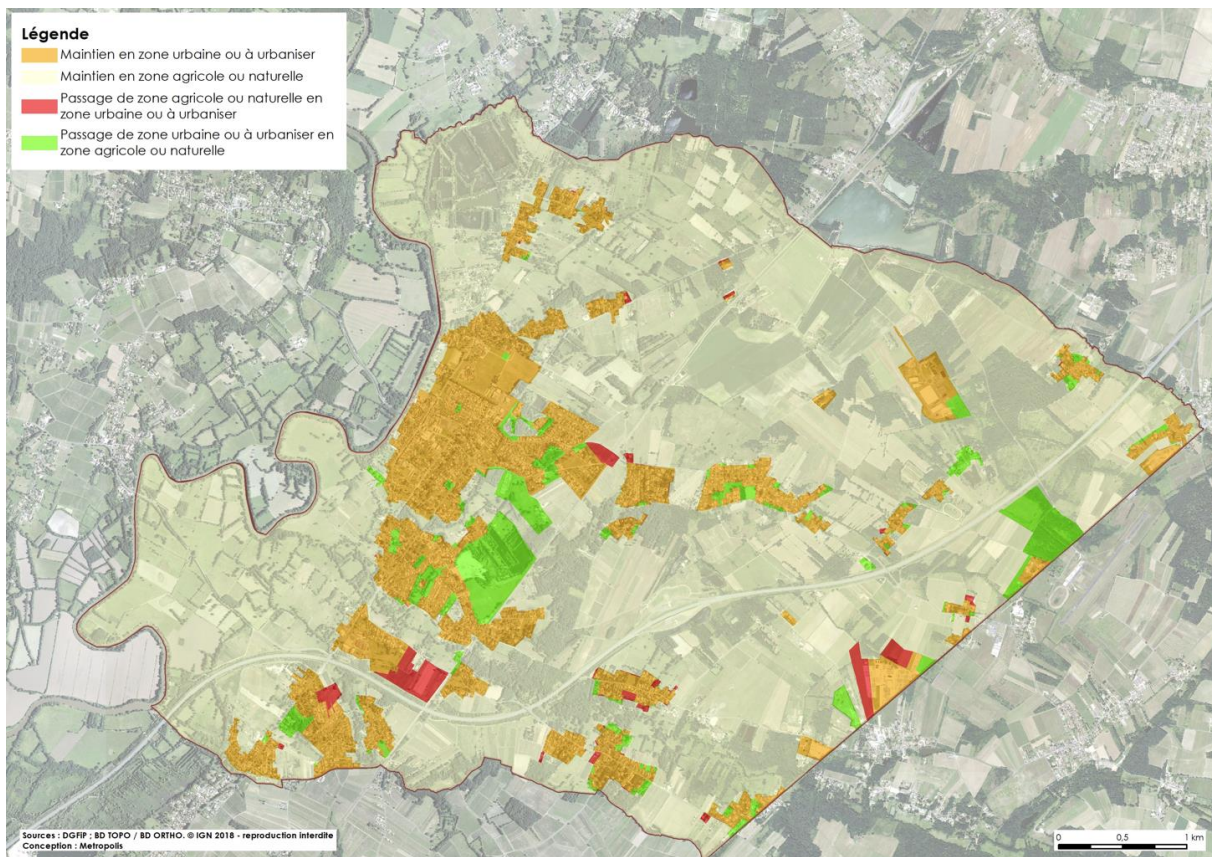 Légende
Maintien en zone urbaine ou à urbaniser
Maintien en zone agricole ou naturelle
Passage de zone agricole ou naturelle en
zone urbaine ou à urbaniser
Passage de zone urbaine ou à urbaniser en
zone agricole ou naturelle
Sources : DGFiP ; BD TOPO / BD ORTHO. © IGN 2018 - reproduction interdite
Conception : Metropolis
0 0,5 1 km